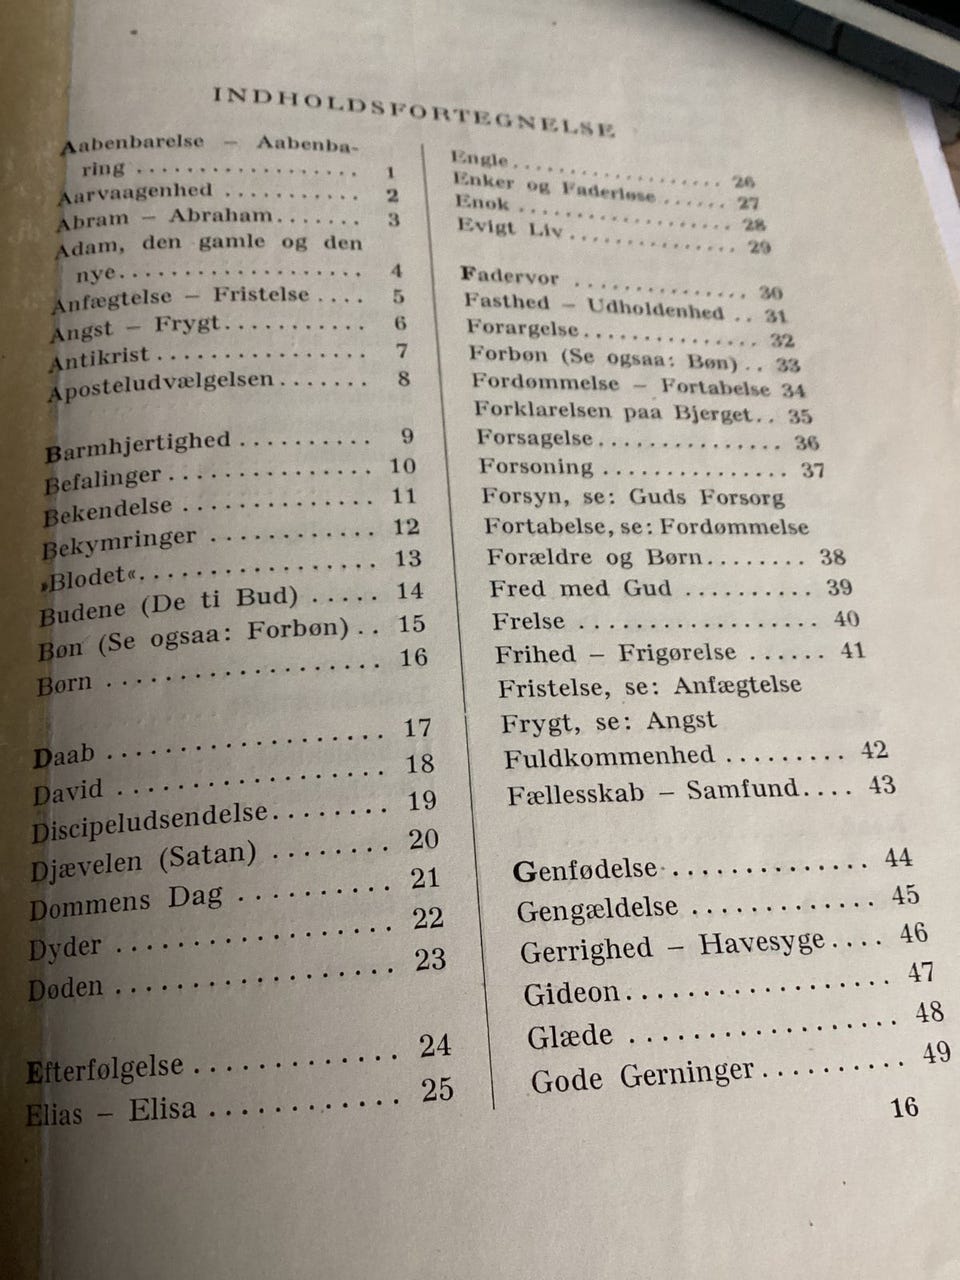 INDHOLDSFORTEGNELSE
Aabenbarelse – Aabenba-
ring .................. 1
Aarvaagenhed ........... 2
Abram – Abraham....... 3
Adam, den gamle og den
nye.................. 4
Anfægtelse – Fristelse .... 5
Angst – Frygt........... 6
Antikrist ................ 7
Aposteludvælgelsen ....... 8
Barmhjertighed .......... 9
Befalinger .............. 10
Bekendelse ............. 11
Bekymringer ........... 12
»Blodet«................. 13
Budene (De ti Bud) ..... 14
Bøn (Se ogsaa: Forbøn) .. 15
Børn .................. 16
Daab .................. 17
David ................. 18
Discipeludsendelse........ 19
Djævelen (Satan) ........ 20
Dommens Dag .......... 21
Dyder ................. 22
Døden ................. 23
Efterfølgelse ............ 24
Elias – Elisa ............ 25
Engle .................. 26
Enker og Faderløse ...... 27
Enok .................. 28
Evigt Liv............... 29
Fadervor .............. 30
Fasthed – Udholdenhed .. 31
Forargelse.............. 32
Forbøn (Se ogsaa: Bøn) .. 33
Fordømmelse – Fortabelse 34
Forklarelsen paa Bjerget.. 35
Forsagelse.............. 36
Forsoning .............. 37
Forsyn, se: Guds Forsorg
Fortabelse, se: Fordømmelse
Forældre og Børn........ 38
Fred med Gud .......... 39
Frelse ................. 40
Frihed – Frigørelse ...... 41
Fristelse, se: Anfægtelse
Frygt, se: Angst
Fuldkommenhed ......... 42
Fællesskab – Samfund.... 43
Genfødelse .............. 44
Gengældelse ............ 45
Gerrighed – Havesyge.... 46
Gideon................. 47
Glæde ................. 48
Gode Gerninger.......... 49
16